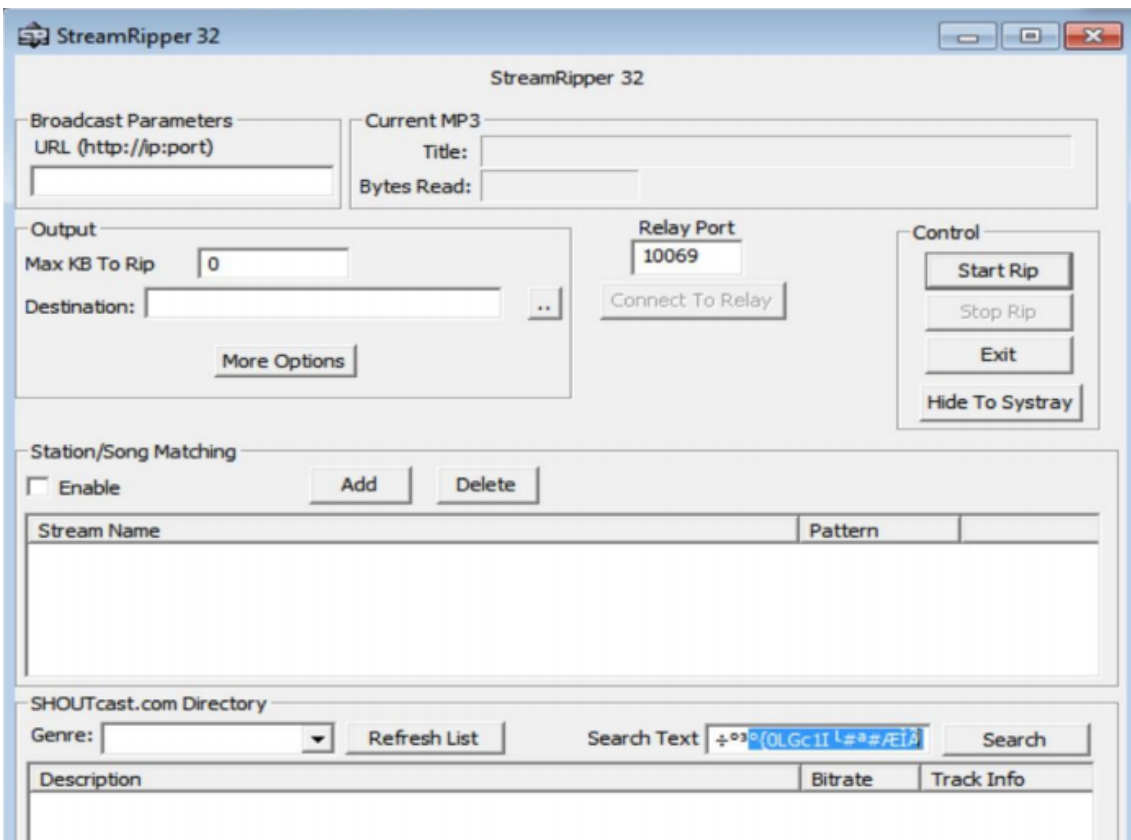 StreamRipper 32
StreamRipper 32
Broadcast Parameters
URL (http://ip:port)
Current MP3
Title:
Bytes Read:
Output
Max KB To Rip 0
Destination: ..
More Options
Relay Port
10069
Connect To Relay
Control
Start Rip
Stop Rip
Exit
Hide To Systray
Station/Song Matching
Enable Add Delete
Stream Name Pattern
SHOUTcast.com Directory
Genre: Refresh List Search Text Search
Description Bitrate Track Info